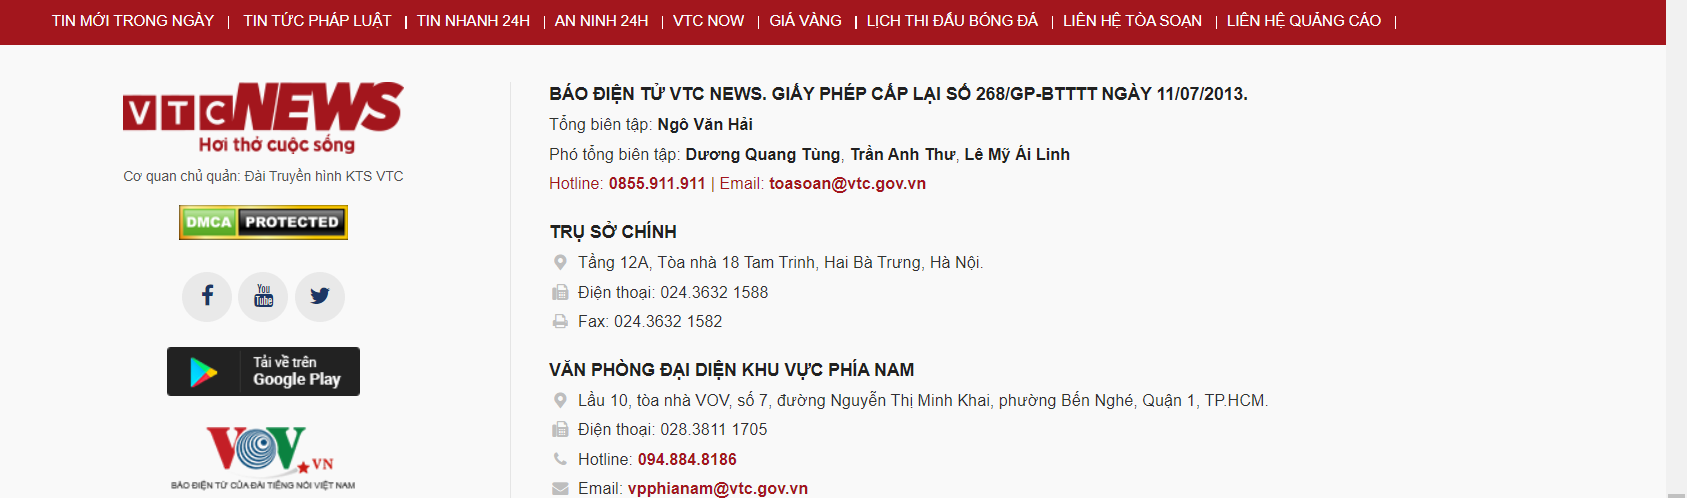 TIN MỚI TRONG NGÀY | TIN TỨC PHÁP LUẬT | TIN NHANH 24H | AN NINH 24H | VTC NOW | GIÁ VÀNG | LỊCH THI ĐẤU BÓNG ĐÁ | LIÊN HỆ TÒA SOẠN | LIÊN HỆ QUẢNG CÁO |
VTC NEWS
Hơi thở cuộc sống
Cơ quan chủ quản: Đài Truyền hình KTS VTC
DMCA PROTECTED
You Tube
Tải về trên
Google Play
VOV.VN
BÁO ĐIỆN TỬ CỦA ĐÀI TIẾNG NÓI VIỆT NAM
BÁO ĐIỆN TỬ VTC NEWS. GIẤY PHÉP CẤP LẠI SỐ 268/GP-BTTTT NGÀY 11/07/2013.
Tổng biên tập: Ngô Văn Hải
Phó tổng biên tập: Dương Quang Tùng, Trần Anh Thư, Lê Mỹ Ái Linh
Hotline: 0855.911.911 | Email: toasoan@vtc.gov.vn
TRỤ SỞ CHÍNH
Tầng 12A, Tòa nhà 18 Tam Trinh, Hai Bà Trưng, Hà Nội.
Điện thoại: 024.3632 1588
Fax: 024.3632 1582
VĂN PHÒNG ĐẠI DIỆN KHU VỰC PHÍA NAM
Lầu 10, tòa nhà VOV, số 7, đường Nguyễn Thị Minh Khai, phường Bến Nghé, Quận 1, TP.HCM.
Điện thoại: 028.3811 1705
Hotline: 094.884.8186
Email: vpphianam@vtc.gov.vn